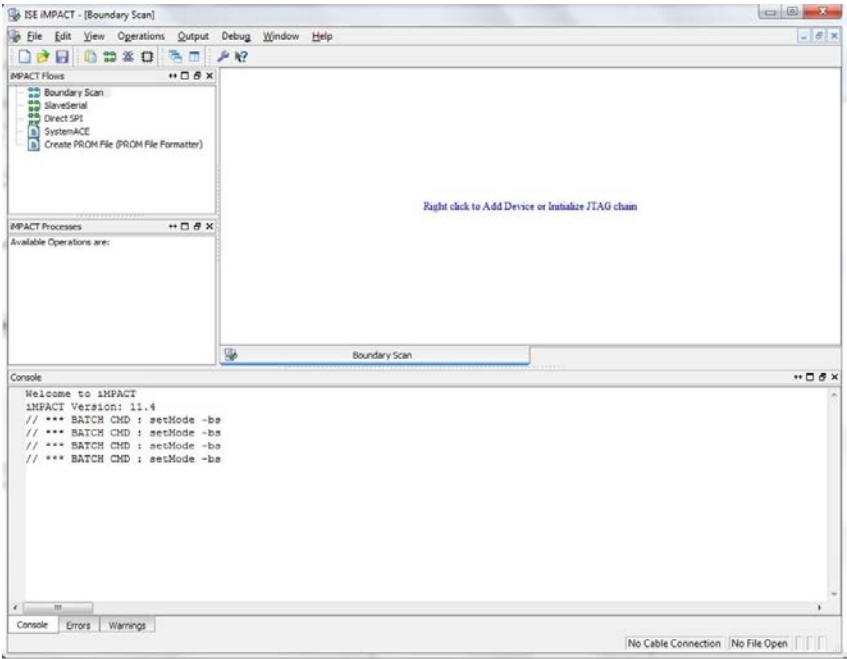 ISE iMPACT - [Boundary Scan]
File Edit View Operations Output Debug Window Help
iMPACT Flows
Boundary Scan
SlaveSerial
Direct SPI
SystemACE
Create PROM File (PROM File Formatter)
Right click to Add Device or Initialize JTAG chain
iMPACT Processes
Available Operations are:
Boundary Scan
Console
Welcome to iMPACT
iMPACT Version: 11.4
// *** BATCH CMD : setMode -bs
// *** BATCH CMD : setMode -bs
// *** BATCH CMD : setMode -bs
// *** BATCH CMD : setMode -bs
Console Errors Warnings
No Cable Connection No File Open